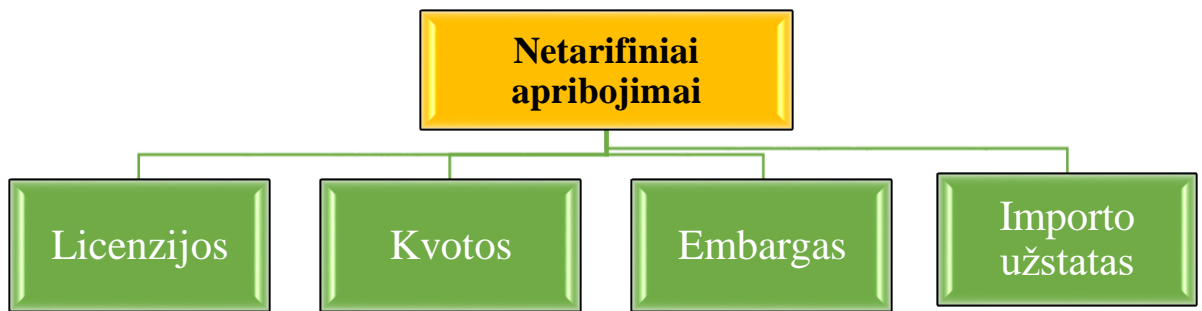 Netarifiniai
apribojimai
Licenzijos
Kvotos
Embargas
Importo
užstatas